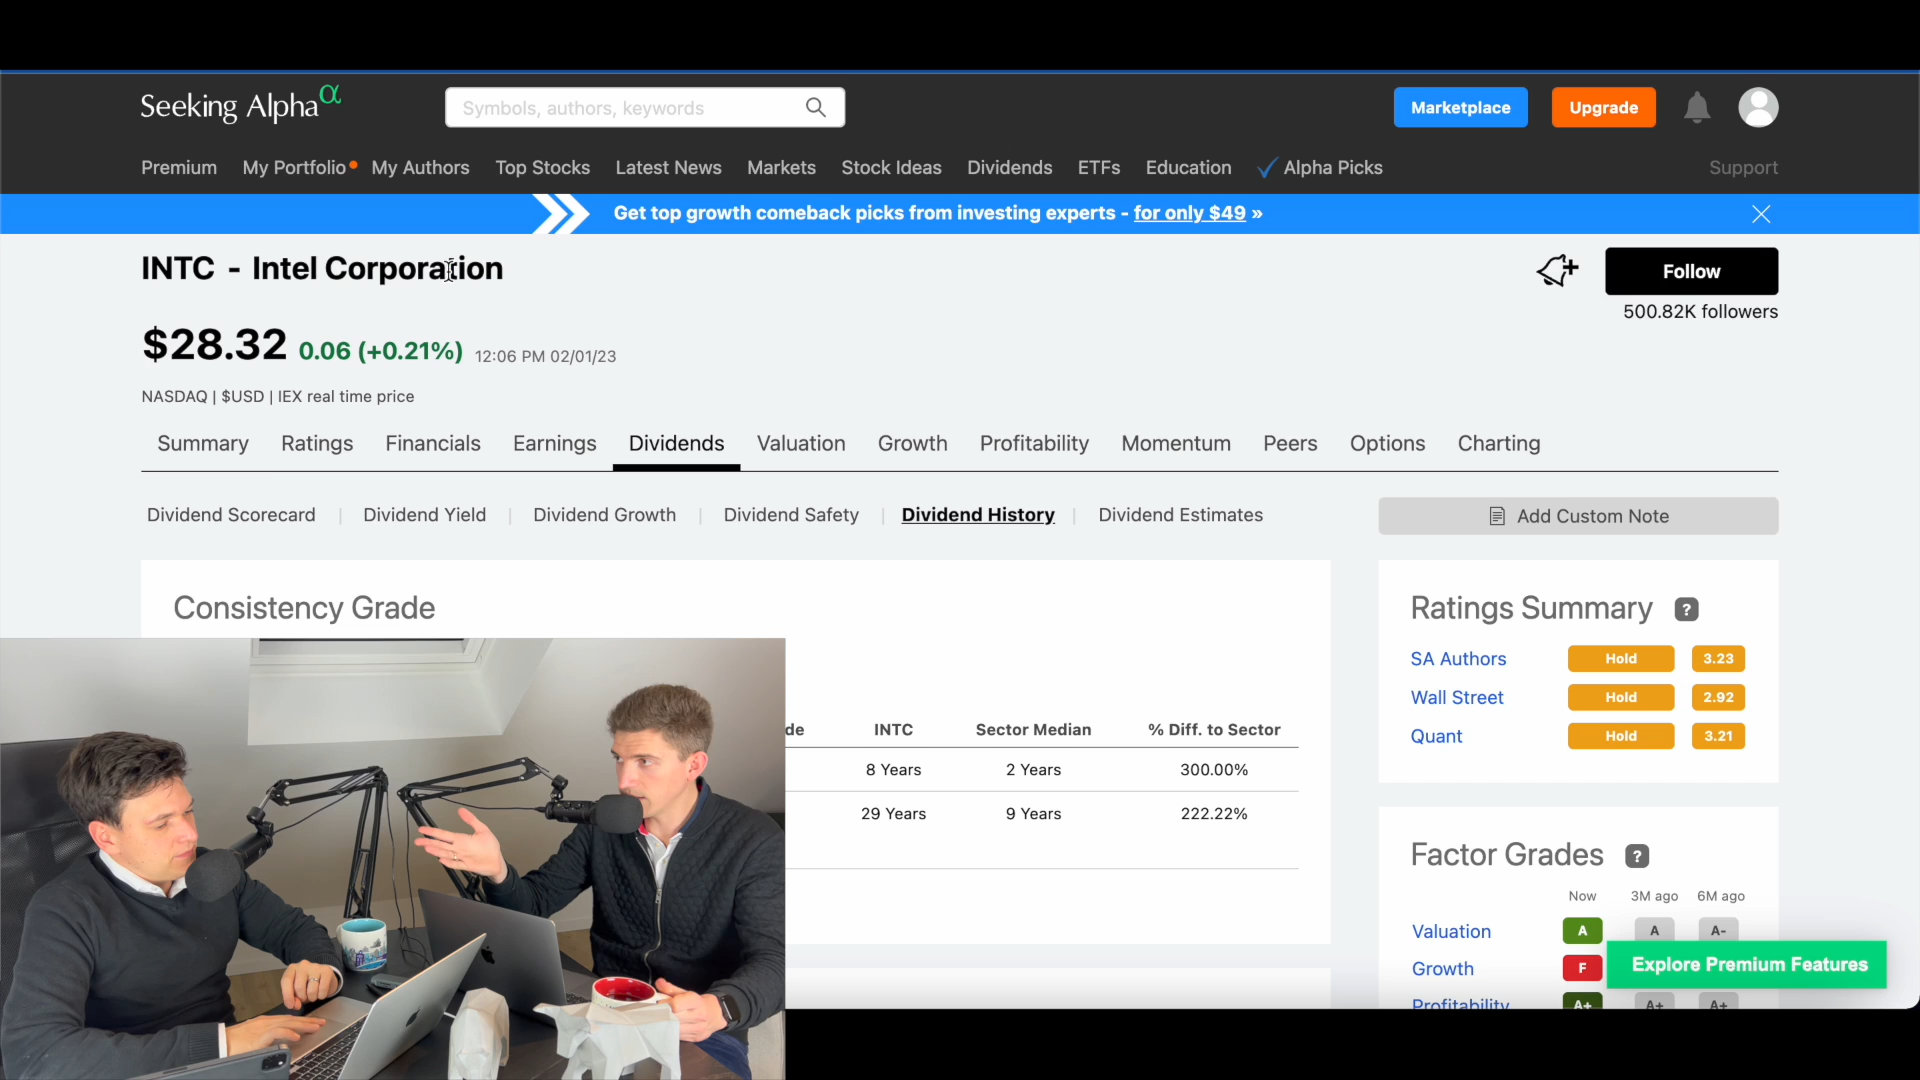 Seeking Alpha α
Symbols, authors, keywords
Marketplace
Upgrade
Premium My Portfolio My Authors Top Stocks Latest News Markets Stock Ideas Dividends ETFs Education Alpha Picks Support
Get top growth comeback picks from investing experts - for only $49 »
INTC - Intel Corporation
Follow
500.82K followers
$28.32 0.06 (+0.21%) 12:06 PM 02/01/23
NASDAQ | $USD | IEX real time price
Summary Ratings Financials Earnings Dividends Valuation Growth Profitability Momentum Peers Options Charting
Dividend Scorecard | Dividend Yield | Dividend Growth | Dividend Safety | Dividend History | Dividend Estimates
Add Custom Note
Consistency Grade
de INTC Sector Median % Diff. to Sector
8 Years 2 Years 300.00%
29 Years 9 Years 222.22%
Ratings Summary ?
SA Authors Hold 3.23
Wall Street Hold 2.92
Quant Hold 3.21
Factor Grades ?
Now 3M ago 6M ago
Valuation A A A-
Growth F
Explore Premium Features
Profitability A+ A+ A+